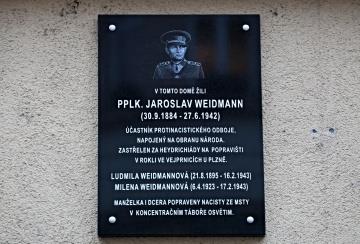 V TOMTO DOMĚ ŽILI
PPLK. JAROSLAV WEIDMANN
(30.9.1884 - 27.6.1942)
ÚČASTNÍK PROTINACISTICKÉHO ODBOJE,
NAPOJENÝ NA OBRANU NÁRODA.
ZASTŘELEN ZA HEYDRICHIÁDY NA POPRAVIŠTI
V ROKLI VE VEJPRNICÍCH U PLZNĚ.
LUDMILA WEIDMANNOVÁ (21.8.1895 - 16.2.1943)
MILENA WEIDMANNOVÁ (6.4.1923 - 17.2.1943)
MANŽELKA I DCERA POPRAVENY NACISTY ZE MSTY
V KONCENTRAČNÍM TÁBOŘE OSVĚTIM.